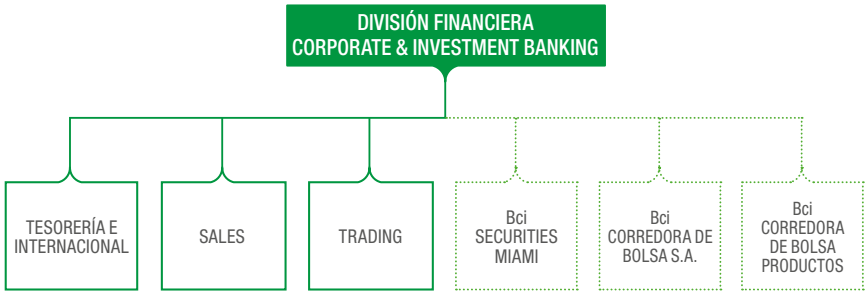 DIVISIÓN FINANCIERA
CORPORATE & INVESTMENT BANKING
TESORERÍA E
INTERNACIONAL
SALES
TRADING
Bci
SECURITIES
MIAMI
Bci
CORREDORA DE
BOLSA S.A.
Bci
CORREDORA
DE BOLSA
PRODUCTOS